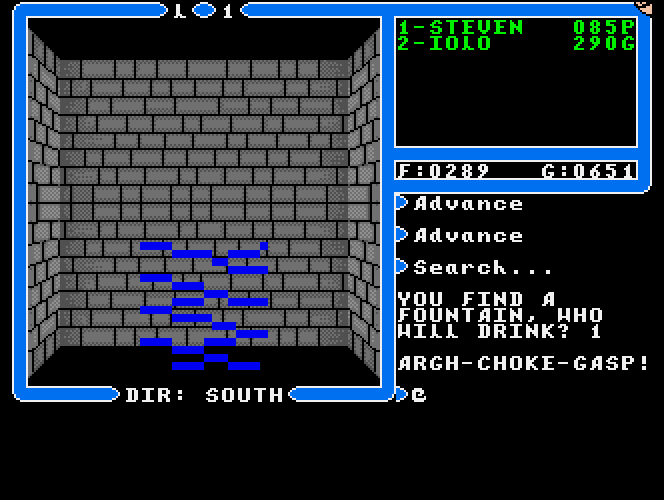 L 1
1-STEVEN 085P
2-IOLO 290G
F:0289 G:0651
Advance
Advance
Search...
YOU FIND A
FOUNTAIN, WHO
WILL DRINK? 1
ARGH-CHOKE-GASP!
DIR: SOUTH